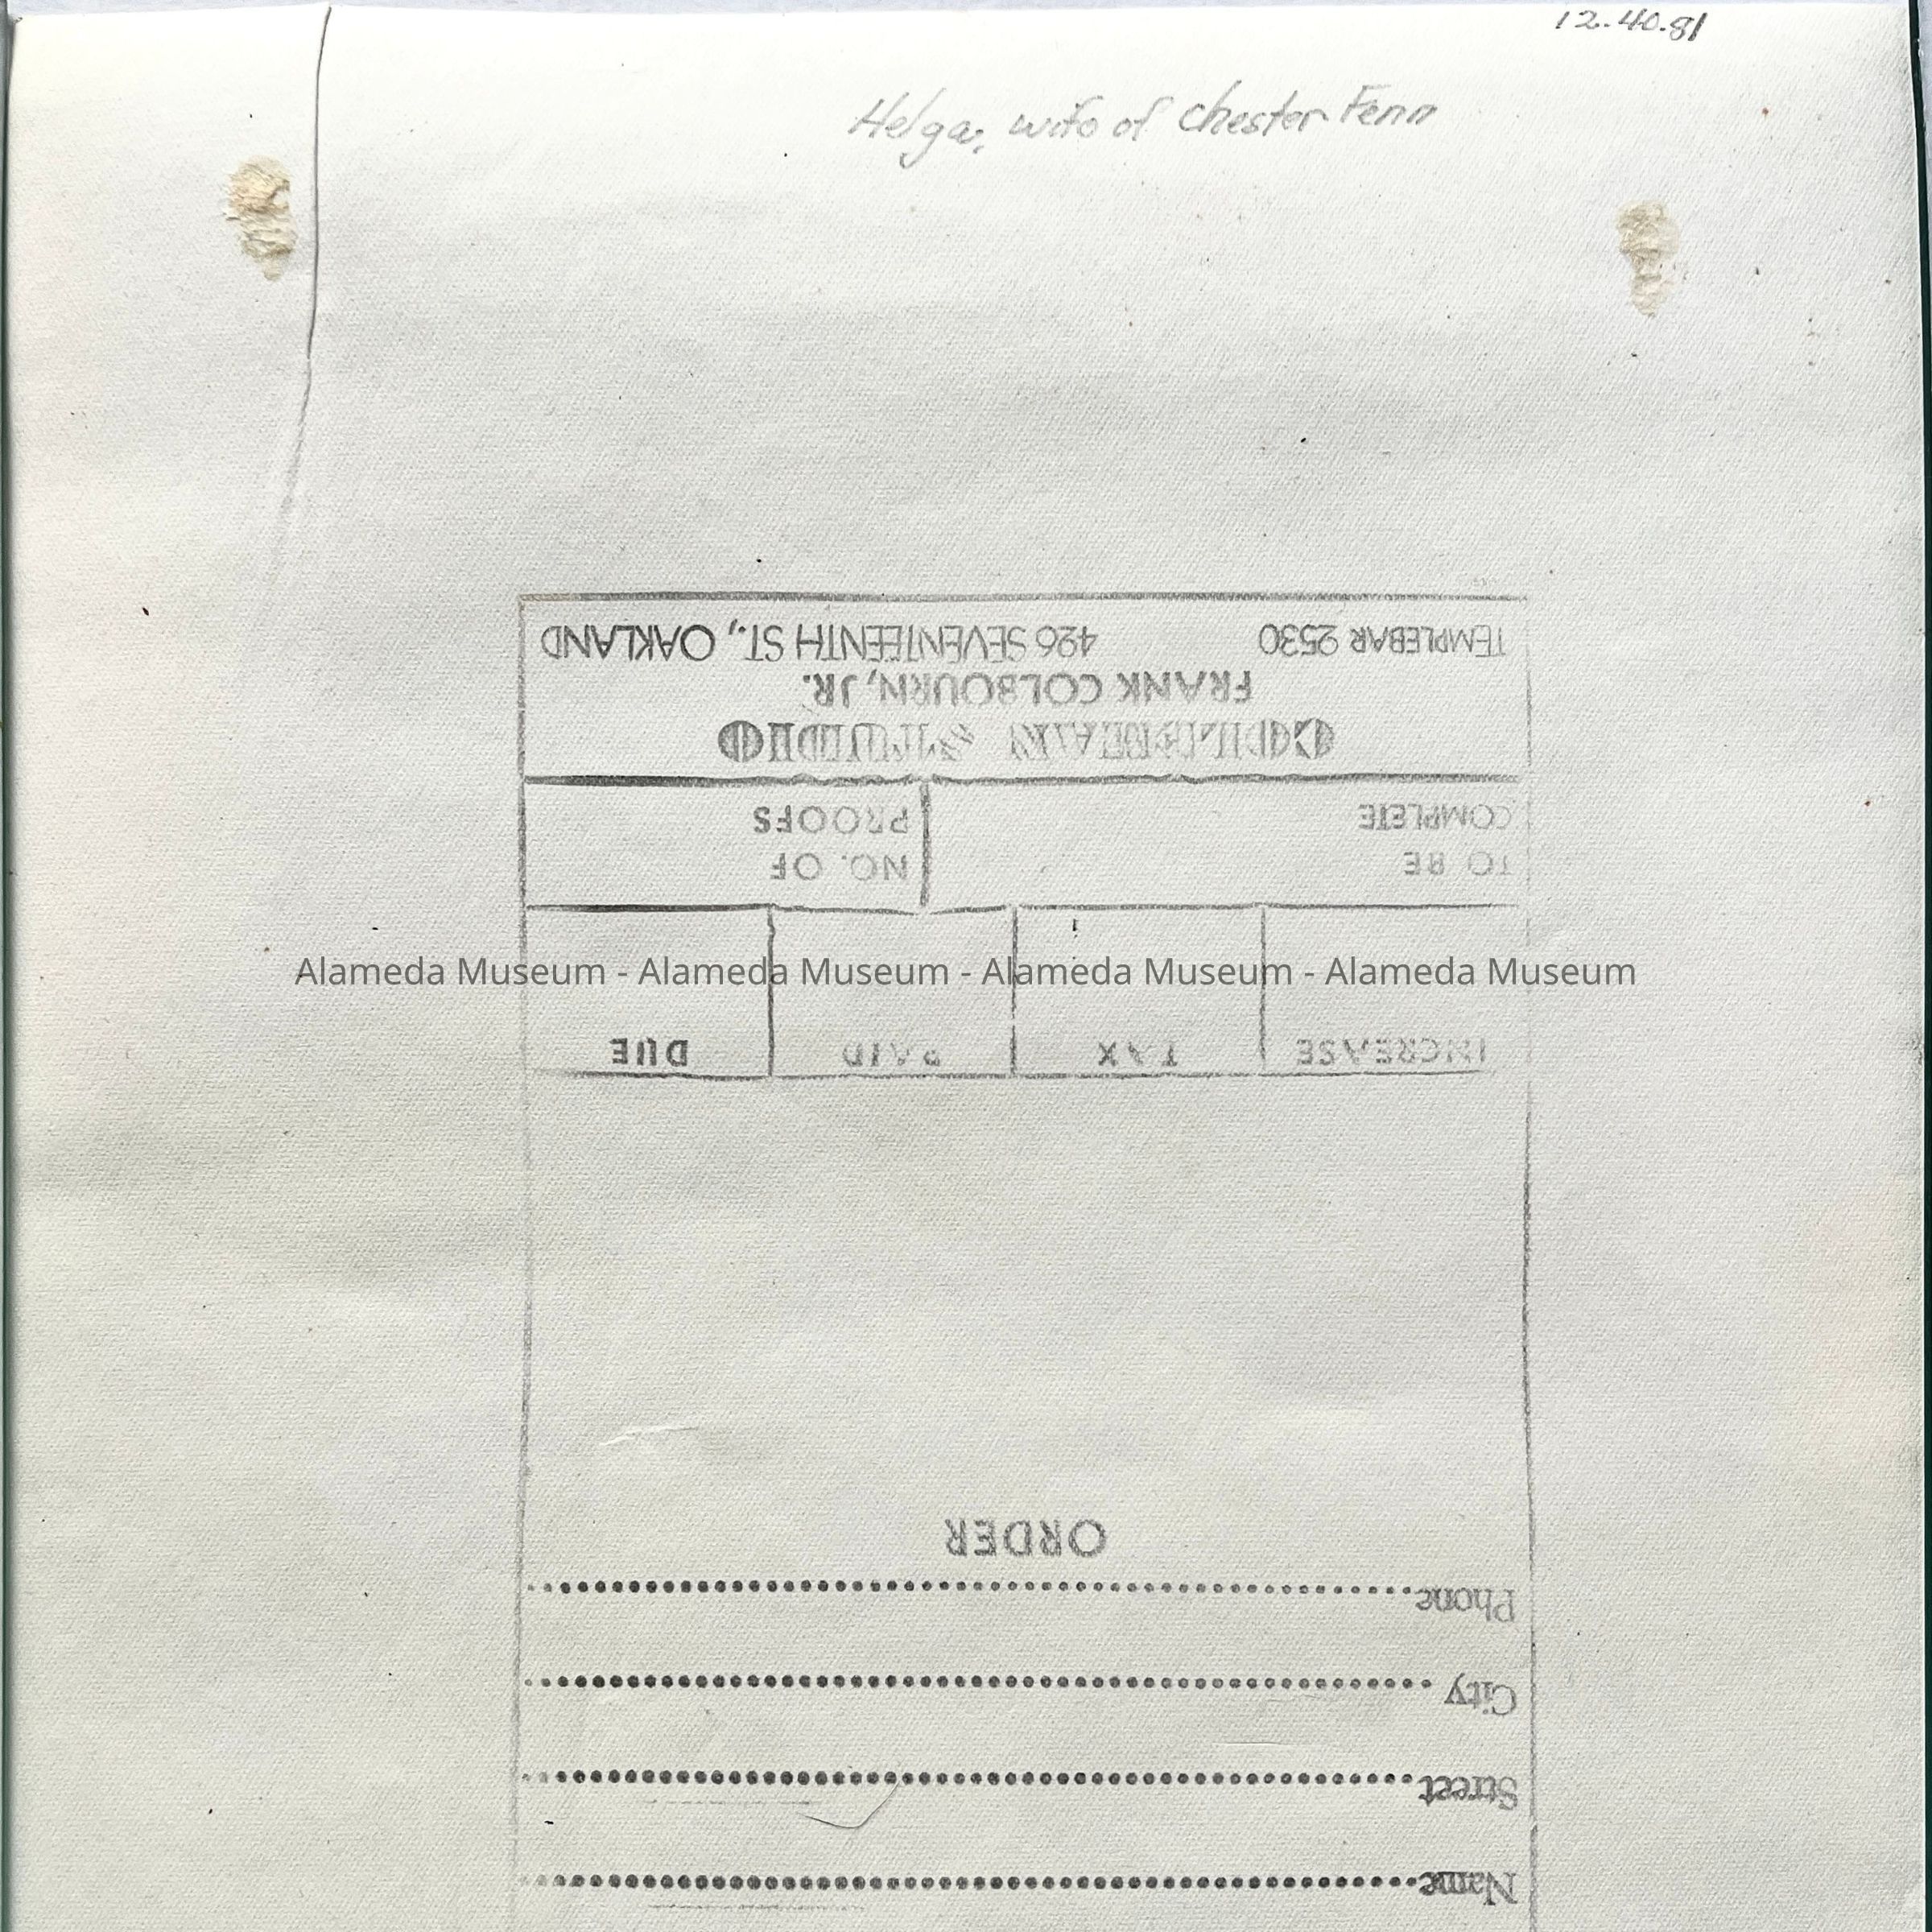 12.40.81
Helga, wife of Chester Fenn
Alameda Museum - Alameda Museum - Alameda Museum - Alameda Museum
Name
Street
City
Phone
ORDER
INCREASE TAX PAID DUE
TO BE NO. OF
COMPLETE PROOFS
STUDIO
FRANK COLBOURN, JR.
TEMPLEBAR 2530 426 SEVENTEENTH ST., OAKLAND